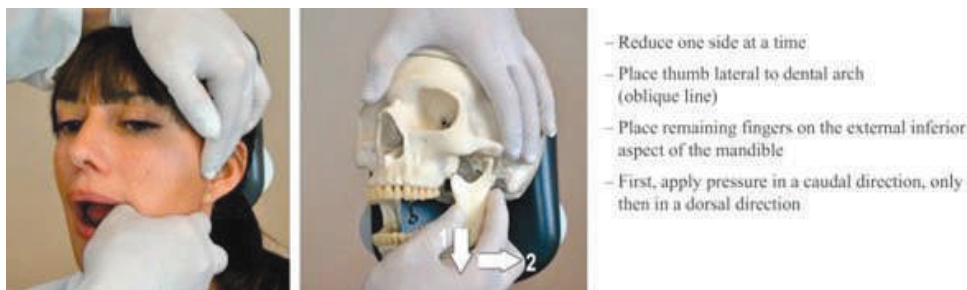 – Reduce one side at a time
– Place thumb lateral to dental arch
(oblique line)
– Place remaining fingers on the external inferior
aspect of the mandible
– First, apply pressure in a caudal direction, only
then in a dorsal direction
1
2